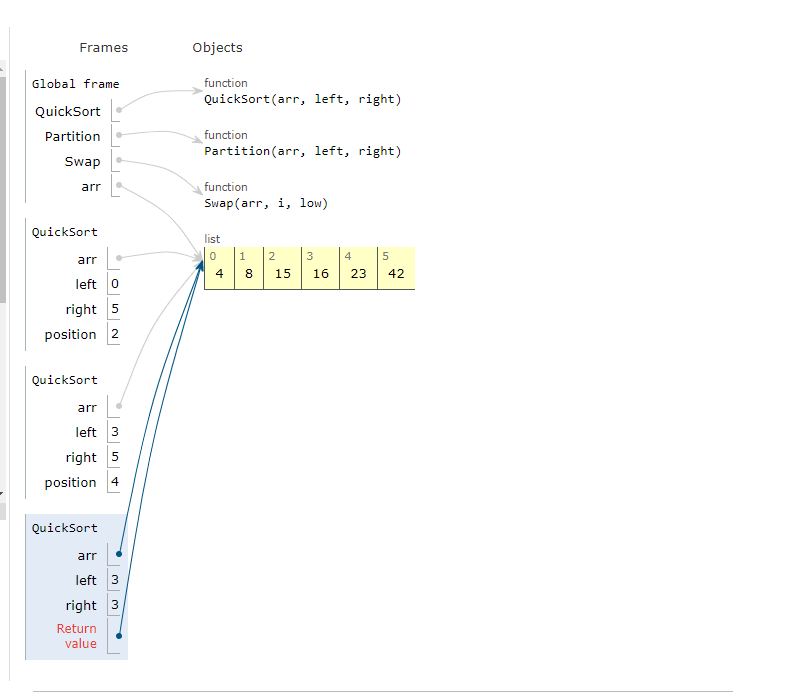 Frames Objects
Global frame
QuickSort
Partition
Swap
arr
function
QuickSort(arr, left, right)
function
Partition(arr, left, right)
function
Swap(arr, i, low)
list
0 1 2 3 4 5
4 8 15 16 23 42
QuickSort
arr
left 0
right 5
position 2
QuickSort
arr
left 3
right 5
position 4
QuickSort
arr
left 3
right 3
Return
value